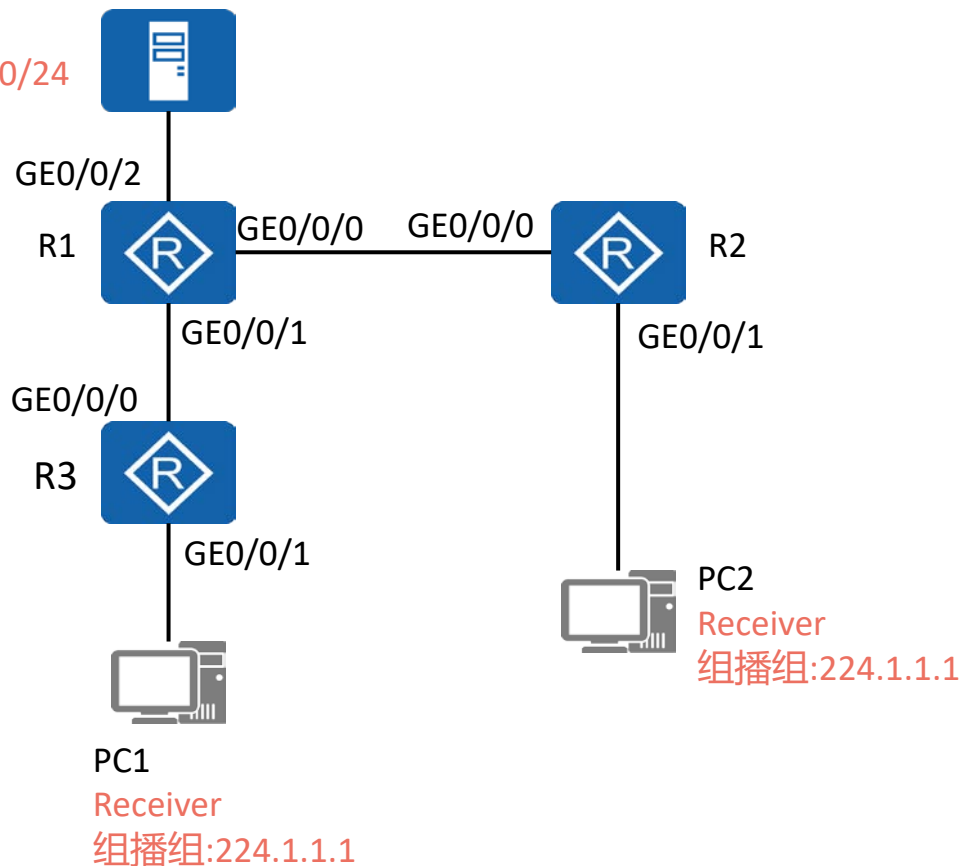 0/24
GE0/0/2
R1
R
GE0/0/0
GE0/0/0
R
R2
GE0/0/1
GE0/0/1
GE0/0/0
R3
R
GE0/0/1
PC2
Receiver
组播组:224.1.1.1
PC1
Receiver
组播组:224.1.1.1